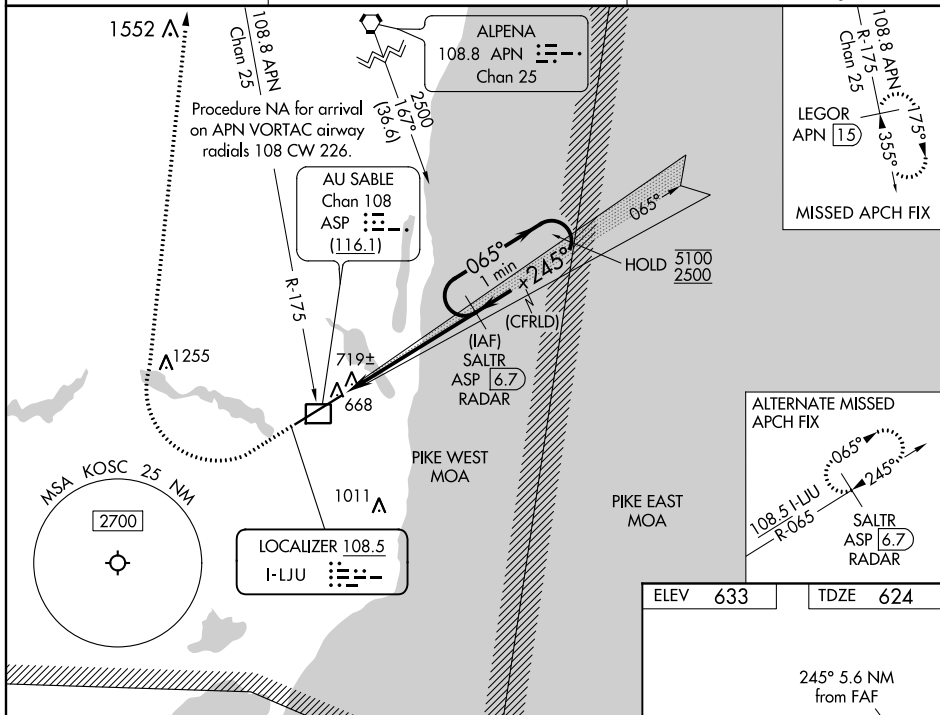 1552
108.8 APN
Chan 25
ALPENA
108.8 APN
Chan 25
2500
167°
(36.6)
Procedure NA for arrival
on APN VORTAC airway
radials 108 CW 226.
AU SABLE
Chan 108
ASP
(116.1)
R-175
108.8 APN
R-175
Chan 25
LEGOR
APN 15
175°
355°
MISSED APCH FIX
065°
065°
1 min
245°
HOLD 5100
2500
(CFRLD)
(IAF)
SALTR
ASP 6.7
RADAR
1255
719±
668
PIKE WEST
MOA
PIKE EAST
MOA
1011
MSA KOSC 25 NM
2700
LOCALIZER 108.5
I-LJU
ALTERNATE MISSED
APCH FIX
065°
245°
108.5 I-LJU
R-065
SALTR
ASP 6.7
RADAR
ELEV 633
TDZE 624
245° 5.6 NM
from FAF